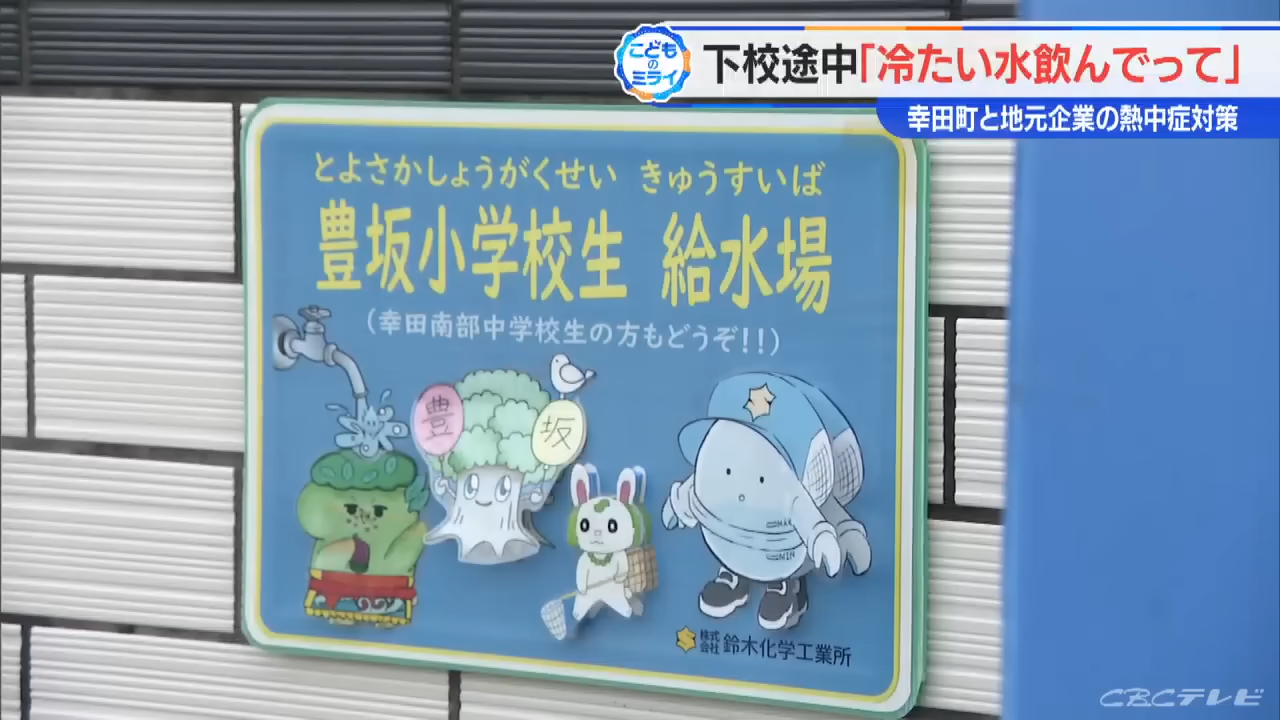 こどものミライ
下校途中「冷たい水飲んでって」
幸田町と地元企業の熱中症対策
とよさかしょうがくせい きゅうすいば
豊坂小学校生 給水場
(幸田南部中学校生の方もどうぞ!!)
豊
坂
MAX
MIN
株式会社 鈴木化学工業所
CBCテレビ